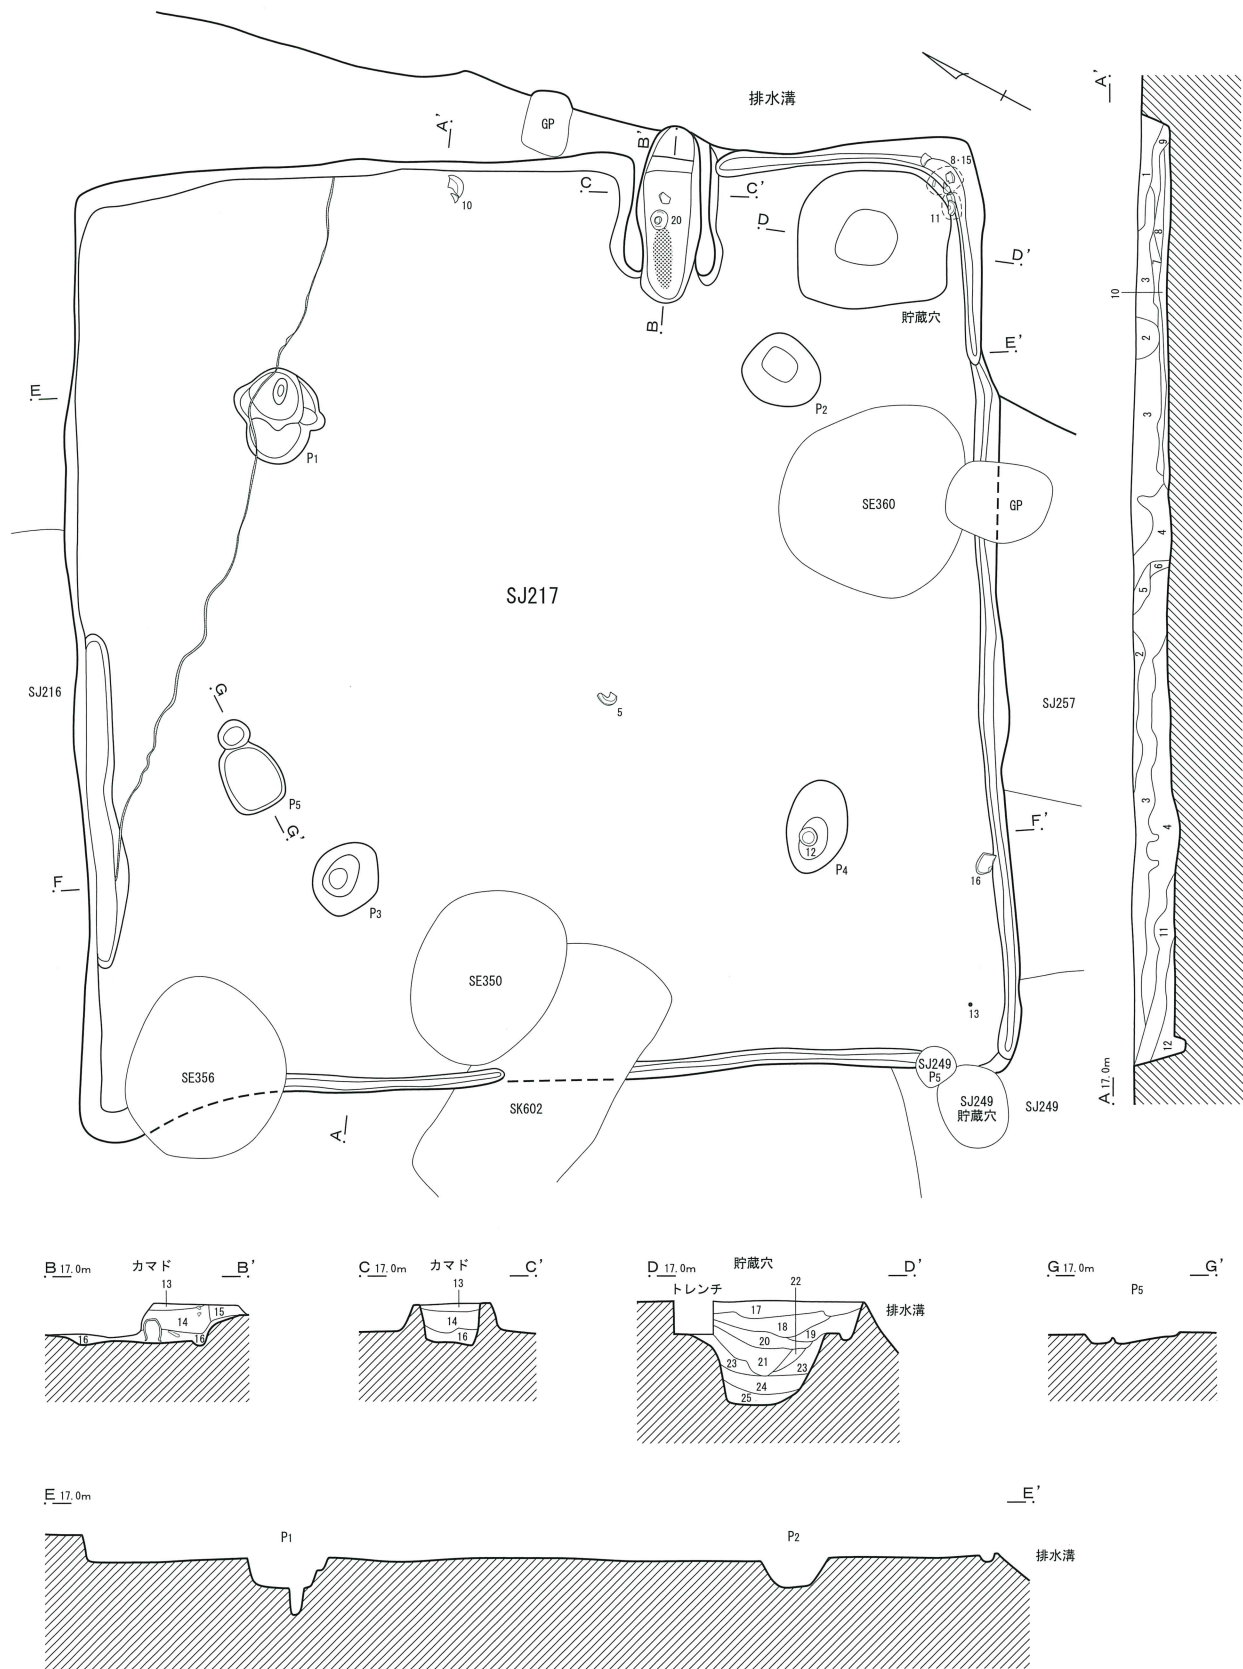 排水溝
GP
A'
B'
8・15
C
C'
10
20
11
D
D'
貯蔵穴
B
E'
E
P2
P1
SE360
GP
SJ217
SJ216
G
5
SJ257
P5
G'
F'
12
P4
16
F
P3
SE350
13
SE356
SJ249
P5
SK602
SJ249
貯蔵穴
SJ249
A
A'
9
1
8
3
10
2
3
4
6
5
2
3
4
11
12
A 17.0m
B 17.0m カマド B'
13
15
14
16
16
C 17.0m カマド C'
13
14
16
D 17.0m 貯蔵穴 D'
トレンチ
22
排水溝
17
18
20
19
21
23
23
24
25
G 17.0m G'
P5
E 17.0m E'
P1
P2
排水溝